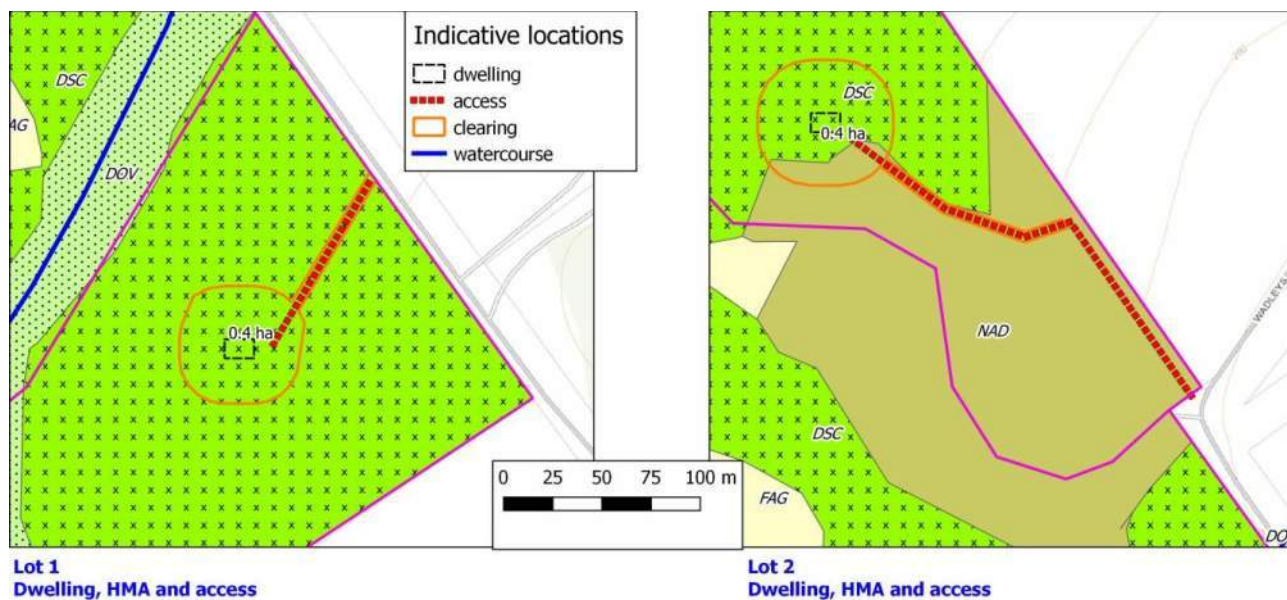 DSC
AG
DOV
0.4 ha
Indicative locations
dwelling
access
clearing
watercourse
0 25 50 75 100 m
Lot 1
Dwelling, HMA and access
DSC
0.4 ha
200
NAD
WADLEYS
DSC
FAG
DO
Lot 2
Dwelling, HMA and access